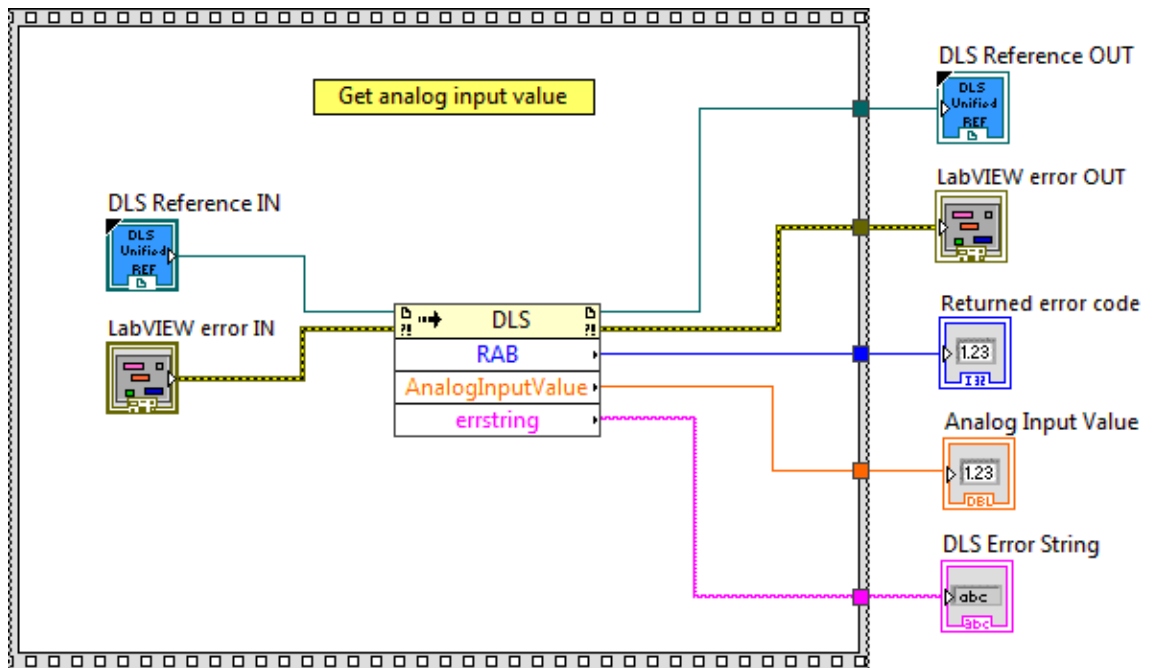 Get analog input value
DLS Reference OUT
DLS
Unified
REF
LabVIEW error OUT
DLS Reference IN
DLS
Unified
REF
LabVIEW error IN
?!
DLS
?!
RAB
AnalogInputValue
errstring
Returned error code
1.23
I32
Analog Input Value
1.23
DBL
DLS Error String
abc
abc